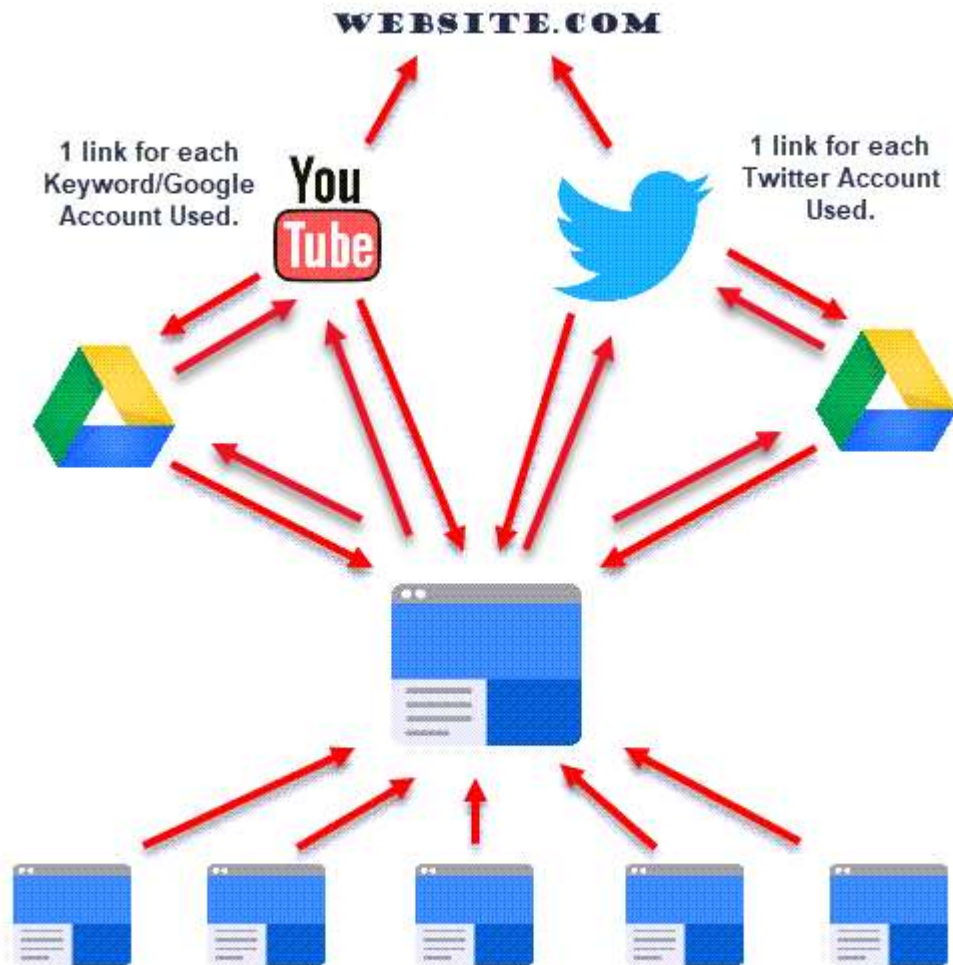 WEBSITE.COM
1 link for each
Keyword/Google
Account Used.
You
Tube
1 link for each
Twitter Account
Used.